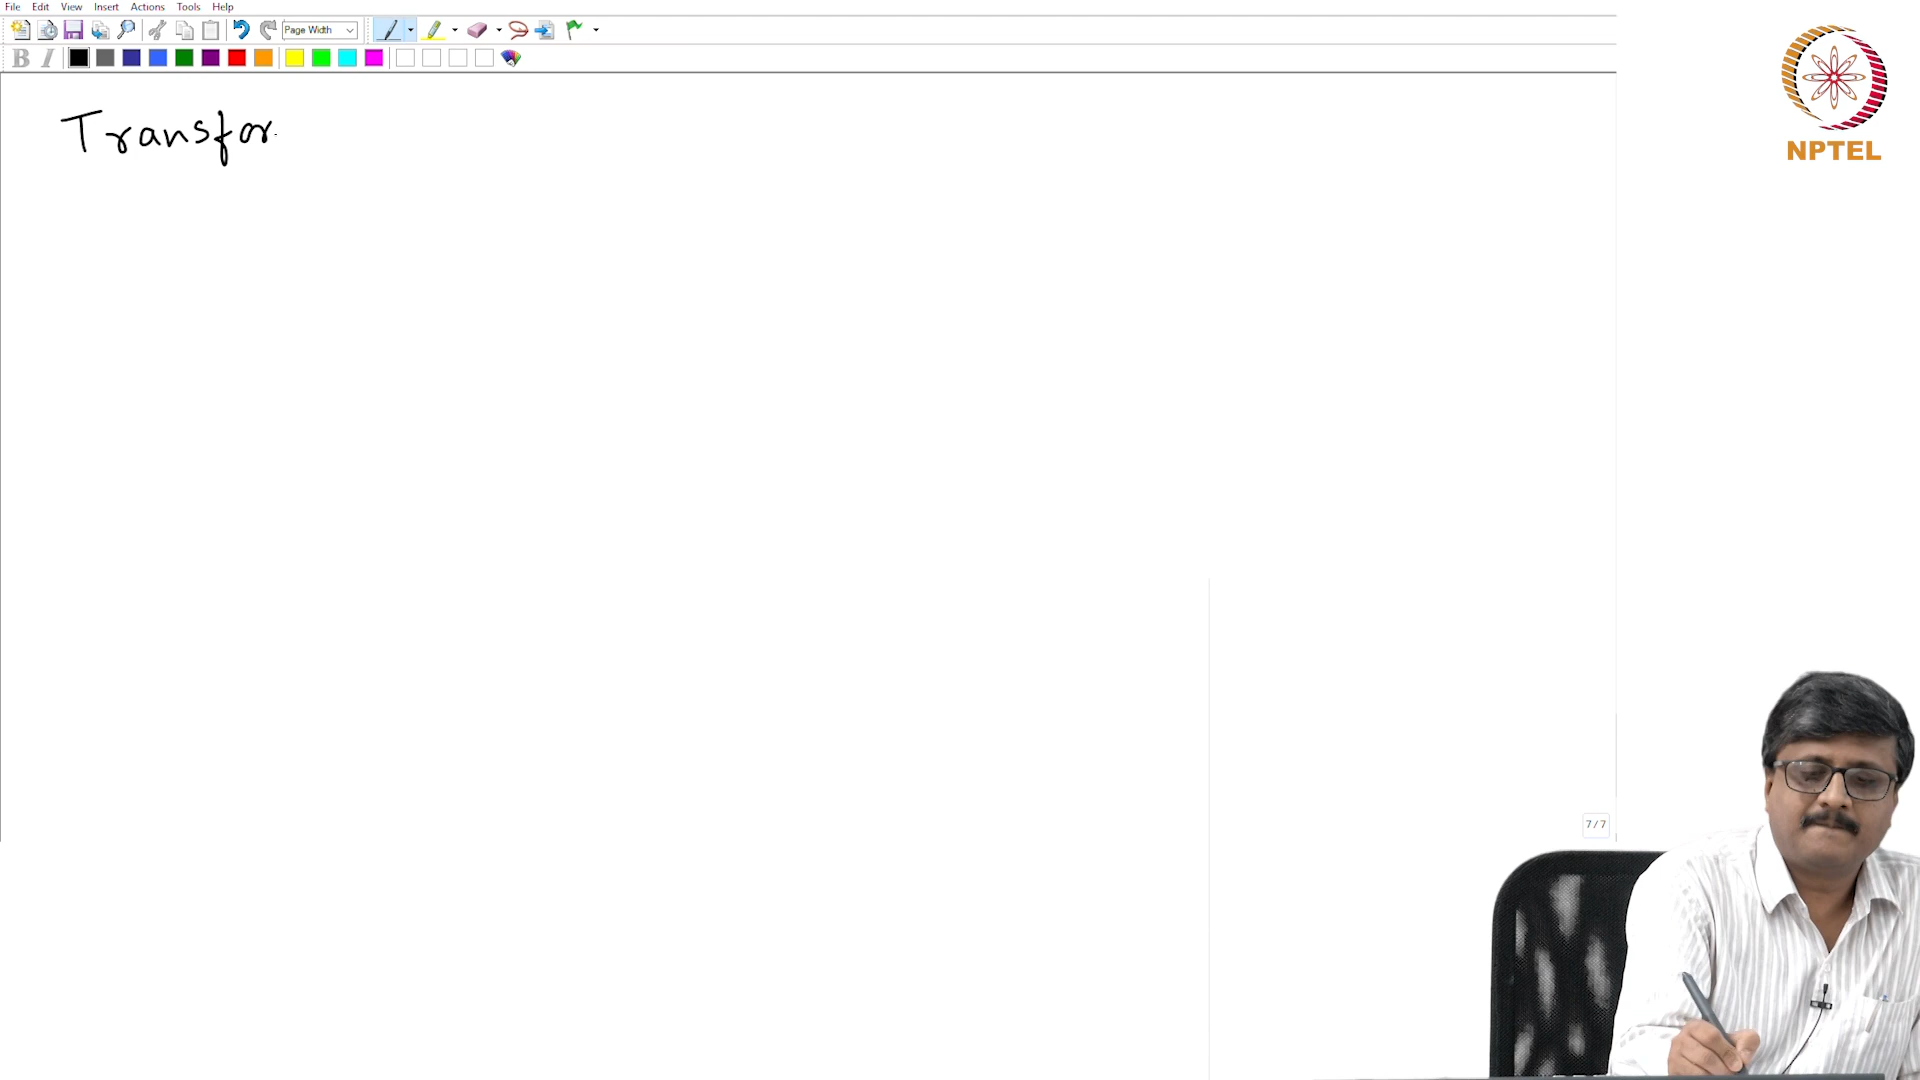 File Edit View Insert Actions Tools Help
Page Width
B I
Transfor
7/7
NPTEL